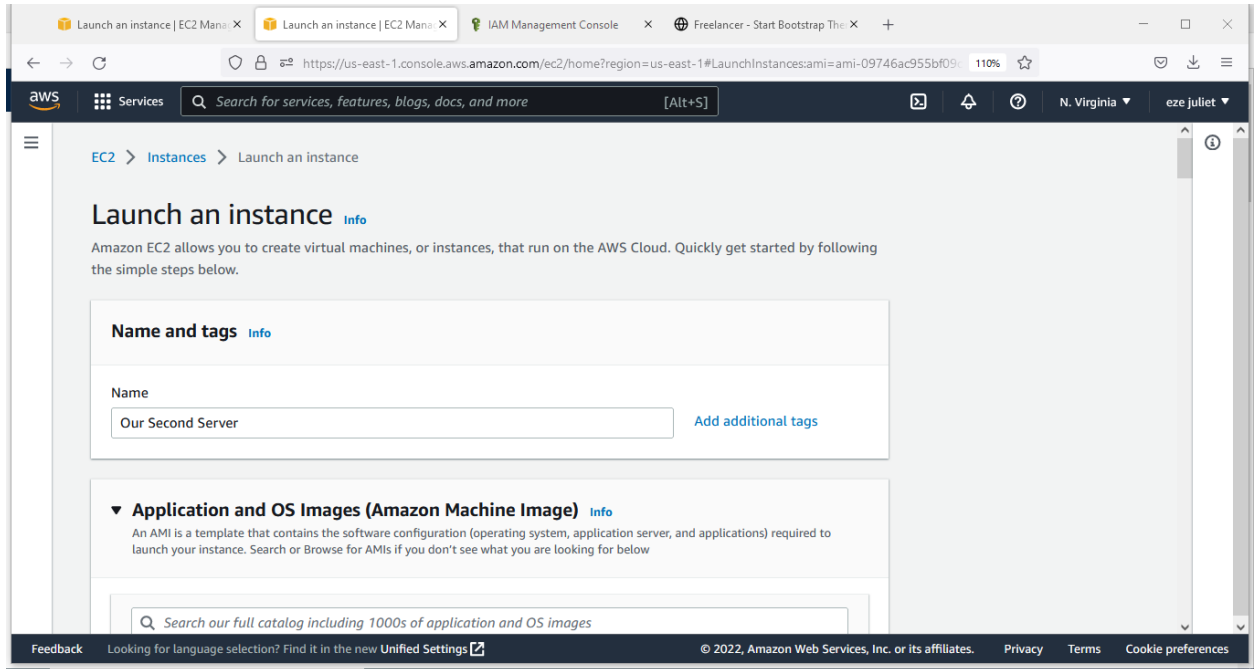 Launch an instance | EC2 Mana
Launch an instance | EC2 Mana
IAM Management Console
Freelancer - Start Bootstrap The
https://us-east-1.console.aws.amazon.com/ec2/home?region=us-east-1#LaunchInstances:ami=ami-09746ac955bf09
110%
aws
Services
Search for services, features, blogs, docs, and more
[Alt+S]
N. Virginia
eze juliet
EC2
Instances
Launch an instance
Launch an instance Info
Amazon EC2 allows you to create virtual machines, or instances, that run on the AWS Cloud. Quickly get started by following
the simple steps below.
Name and tags Info
Name
Our Second Server
Add additional tags
Application and OS Images (Amazon Machine Image) Info
An AMI is a template that contains the software configuration (operating system, application server, and applications) required to
launch your instance. Search or Browse for AMIs if you don't see what you are looking for below
Search our full catalog including 1000s of application and OS images
Feedback
Looking for language selection? Find it in the new Unified Settings
© 2022, Amazon Web Services, Inc. or its affiliates.
Privacy
Terms
Cookie preferences